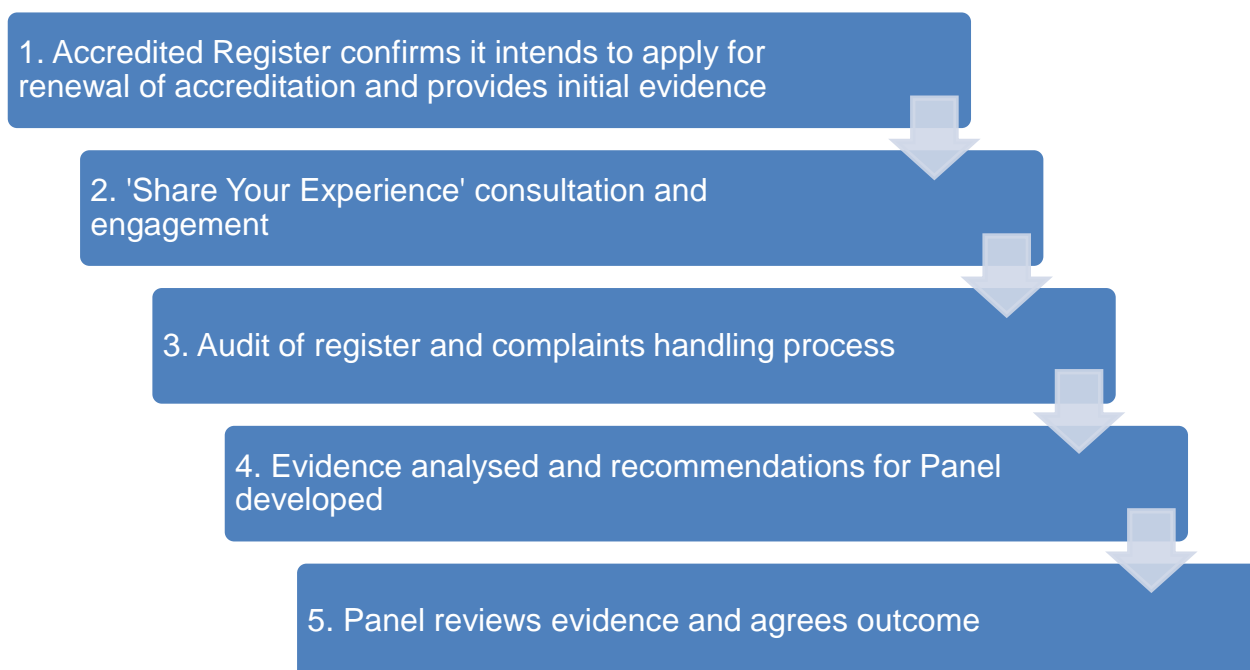 1. Accredited Register confirms it intends to apply for
renewal of accreditation and provides initial evidence
2. 'Share Your Experience' consultation and
engagement
3. Audit of register and complaints handling process
4. Evidence analysed and recommendations for Panel
developed
5. Panel reviews evidence and agrees outcome